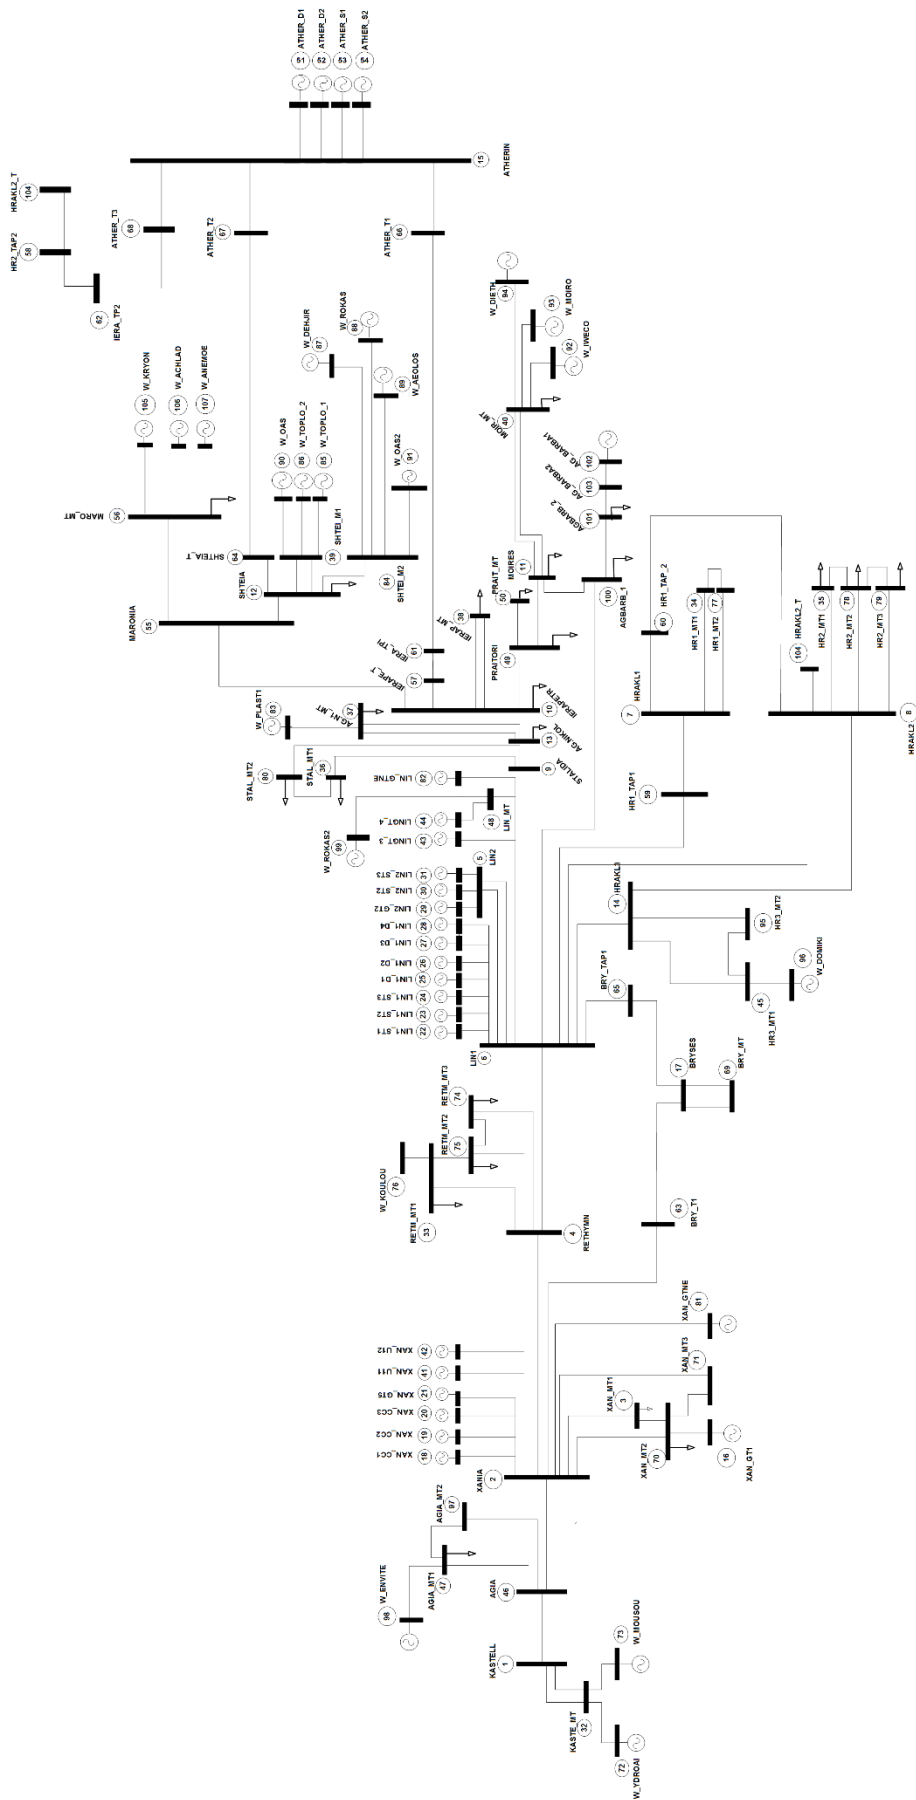 51
ATHER_D1
52
ATHER_D2
53
ATHER_S1
54
ATHER_S2
15
ATHERIN
HRAKL2_T
104
HR2_TAP2
58
62
IERA_TP2
ATHER_T3
68
ATHER_T2
67
ATHER_T1
66
105
W_KRYON
106
W_ACHLAD
107
W_ANEMOE
MARO_MT
56
W_DEHJIR
87
W_ROKAS
88
89
W_AEOLOS
W_OAS2
91
90
W_OAS
86
W_TOPLO_2
85
W_TOPLO_1
SHTEIA_T
64
39
SHTEI_M1
84
SHTEI_M2
SHTEIA
12
MARONIA
55
W_DIETH
94
93
W_MOIRO
92
W_IWECO
MOIR_MT
40
AG_BARBA1
102
AG_BARBA2
103
AGBARB_2
101
100
AGBARB_1
MOIRES
11
PRAIT_MT
50
PRAITORI
49
IERAP_MT
38
IERA_TPI
61
IERAPE_T
57
10
IERAPETR
W_PLAST1
83
AG.N1_MT
37
13
AG.NIKOL
9
STALIDA
STAL_MT2
80
STAL_MT1
36
LIN_GTNE
82
W_ROKAS2
99
LINGT_4
44
LINGT_3
43
48
LIN_MT
5
LIN2
LIN2_ST3
31
LIN2_ST2
30
LIN2_GT2
29
LIN1_D4
28
LIN1_D3
27
LIN1_D2
26
LIN1_D1
25
LIN1_ST3
24
LIN1_ST2
23
LIN1_ST1
22
LIN1
6
HR1_TAP_2
60
HR1_MT1
34
HR1_MT2
77
HRAKL2_T
104
HR2_MT1
35
HR2_MT2
78
HR2_MT3
79
HRAKL1
7
8
HRAKL2
HR1_TAP1
59
HRAKL3
14
95
HR3_MT2
45
HR3_MT1
96
W_DOMIKI
BRY_TAP1
65
17
BRYSES
69
BRY_MT
63
BRY_T1
RETM_MT3
74
RETM_MT2
75
W_KOULOU
76
RETM_MT1
33
4
RETHYMN
XAN_GTNE
81
XAN_MT3
71
XAN_MT1
3
XAN_MT2
70
16
XAN_GT1
XAN_U12
42
XAN_U11
41
XAN_GT5
21
XAN_CC3
20
XAN_CC2
19
XAN_CC1
18
XANIA
2
AGIA_MT2
97
AGIA_MT1
47
W_ENVITE
98
AGIA
46
KASTELL
1
KASTE_MT
32
73
W_MOUSOU
72
W_YDROAI